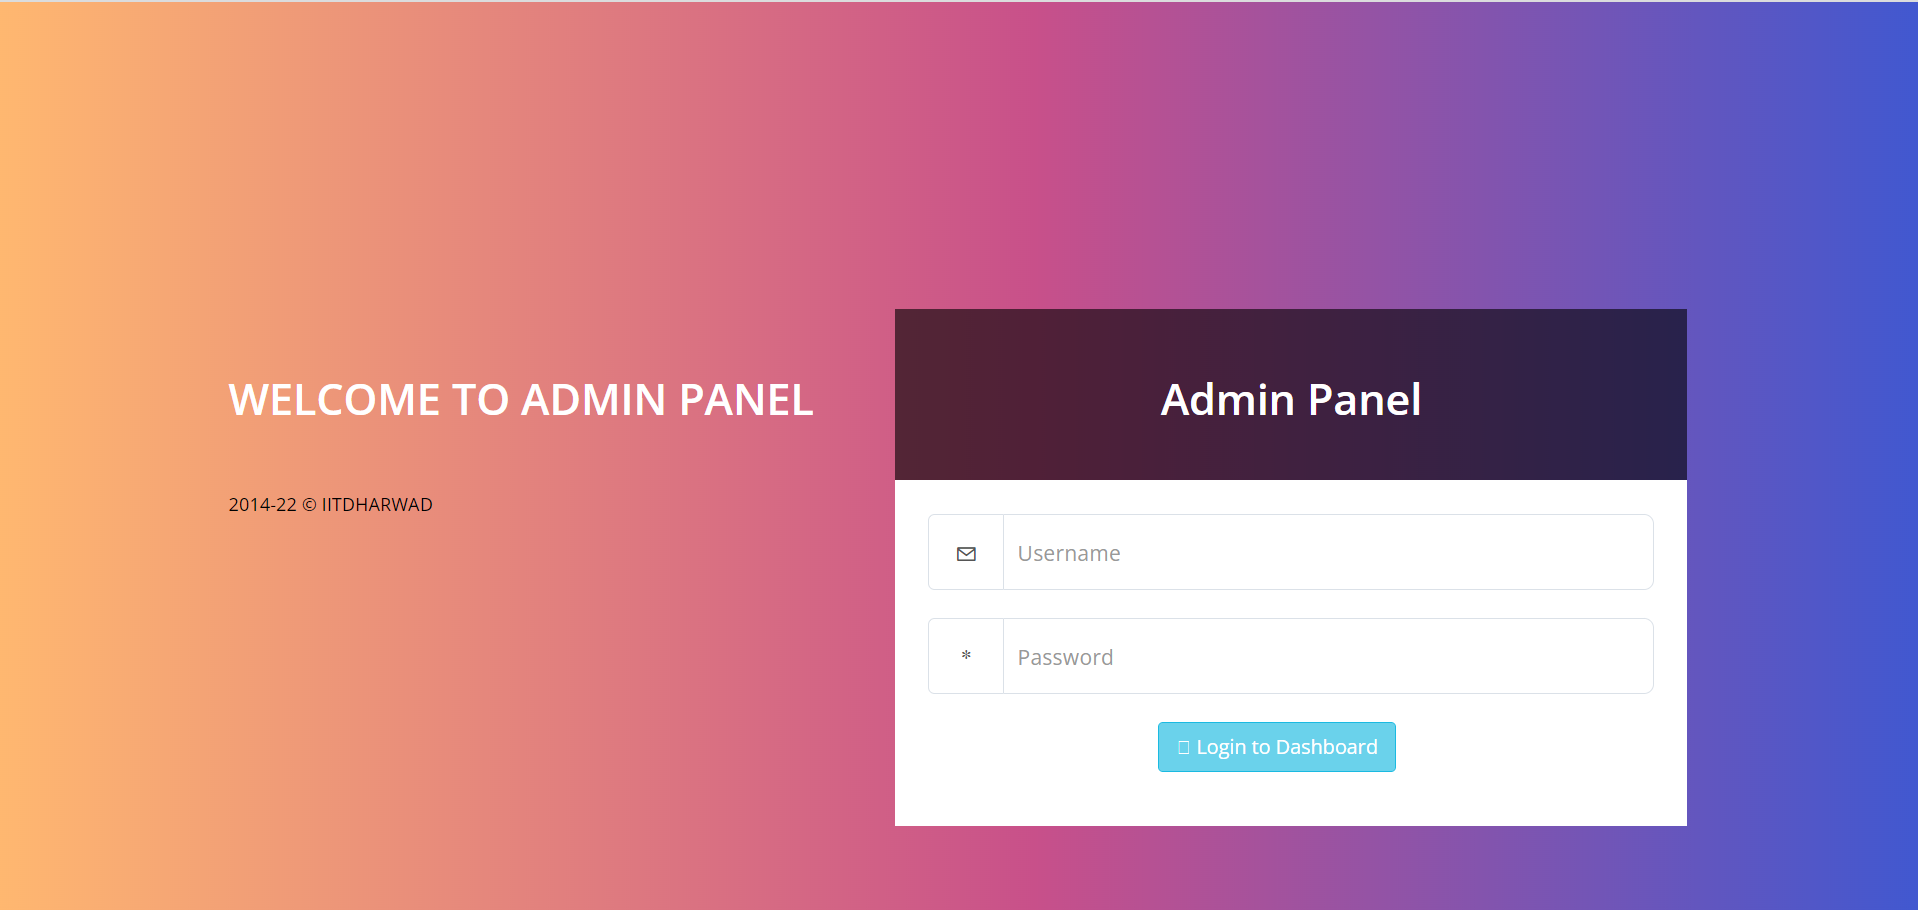 WELCOME TO ADMIN PANEL
2014-22 © IITDHARWAD
Admin Panel
Username
* Password
Login to Dashboard